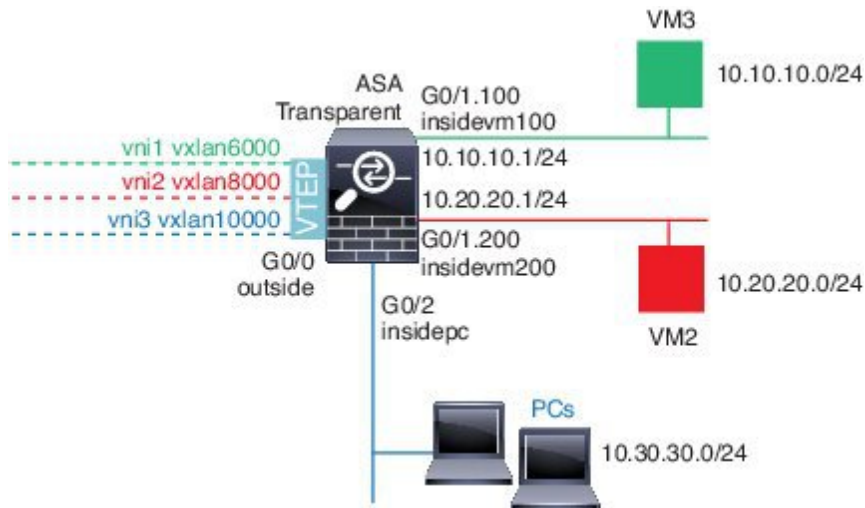 VM3
10.10.10.0/24
ASA
Transparent
G0/1.100
insidevm100
vni1 vxlan6000
10.10.10.1/24
vni2 vxlan8000
VTEP
10.20.20.1/24
vni3 vxlan10000
G0/1.200
insidevm200
G0/0
outside
10.20.20.0/24
G0/2
insidepc
VM2
PCs
10.30.30.0/24